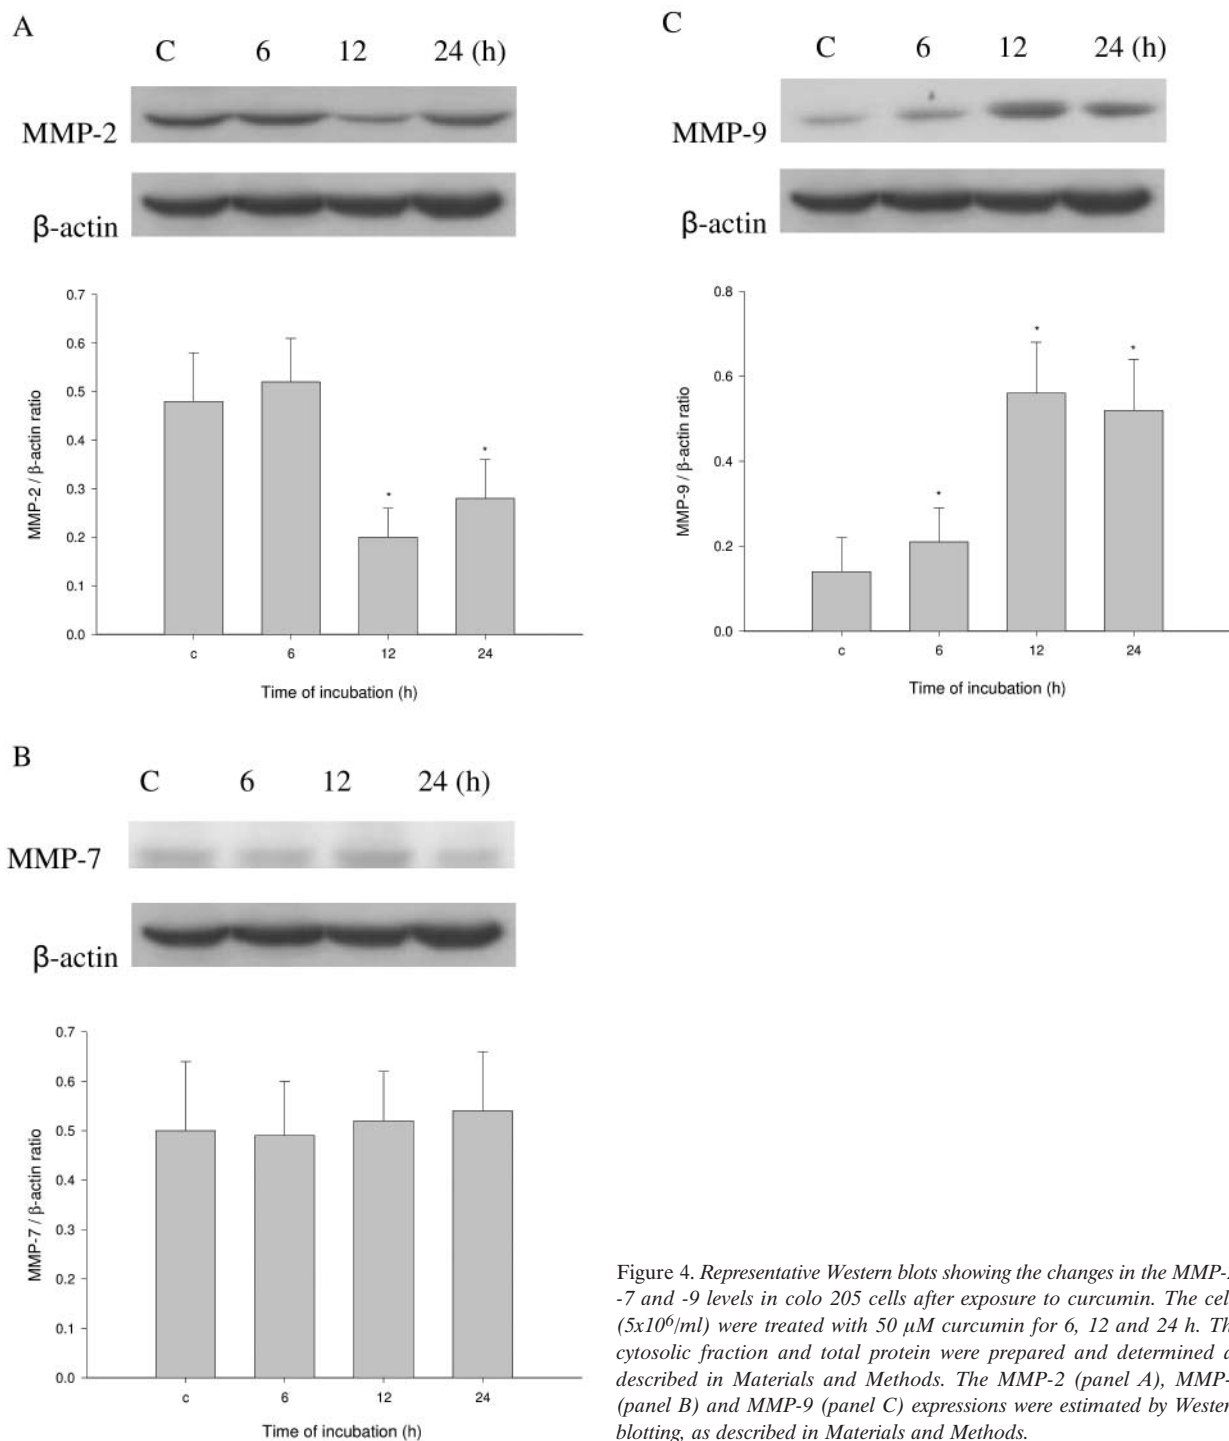 A
C 6 12 24 (h)
MMP-2
β-actin
0.7
0.6
0.5
0.4
0.3
0.2
0.1
0.0
MMP-2 / β-actin ratio
* *
c 6 12 24
Time of incubation (h)
B
C 6 12 24 (h)
MMP-7
β-actin
0.7
0.6
0.5
0.4
0.3
0.2
0.1
0.0
MMP-7 / β-actin ratio
c 6 12 24
Time of incubation (h)
C
C 6 12 24 (h)
MMP-9
β-actin
0.8
0.6
0.4
0.2
0.0
MMP-9 / β-actin ratio
* * *
c 6 12 24
Time of incubation (h)
Figure 4. Representative Western blots showing the changes in the
-7 and -9 levels in colo 205 cells after exposure to curcumin. The
(5x10⁶/ml) were treated with 50 μM curcumin for 6, 12 and 24 h.
cytosolic fraction and total protein were prepared and determined
described in Materials and Methods. The MMP-2 (panel A),
(panel B) and MMP-9 (panel C) expressions were estimated by
blotting, as described in Materials and Methods.